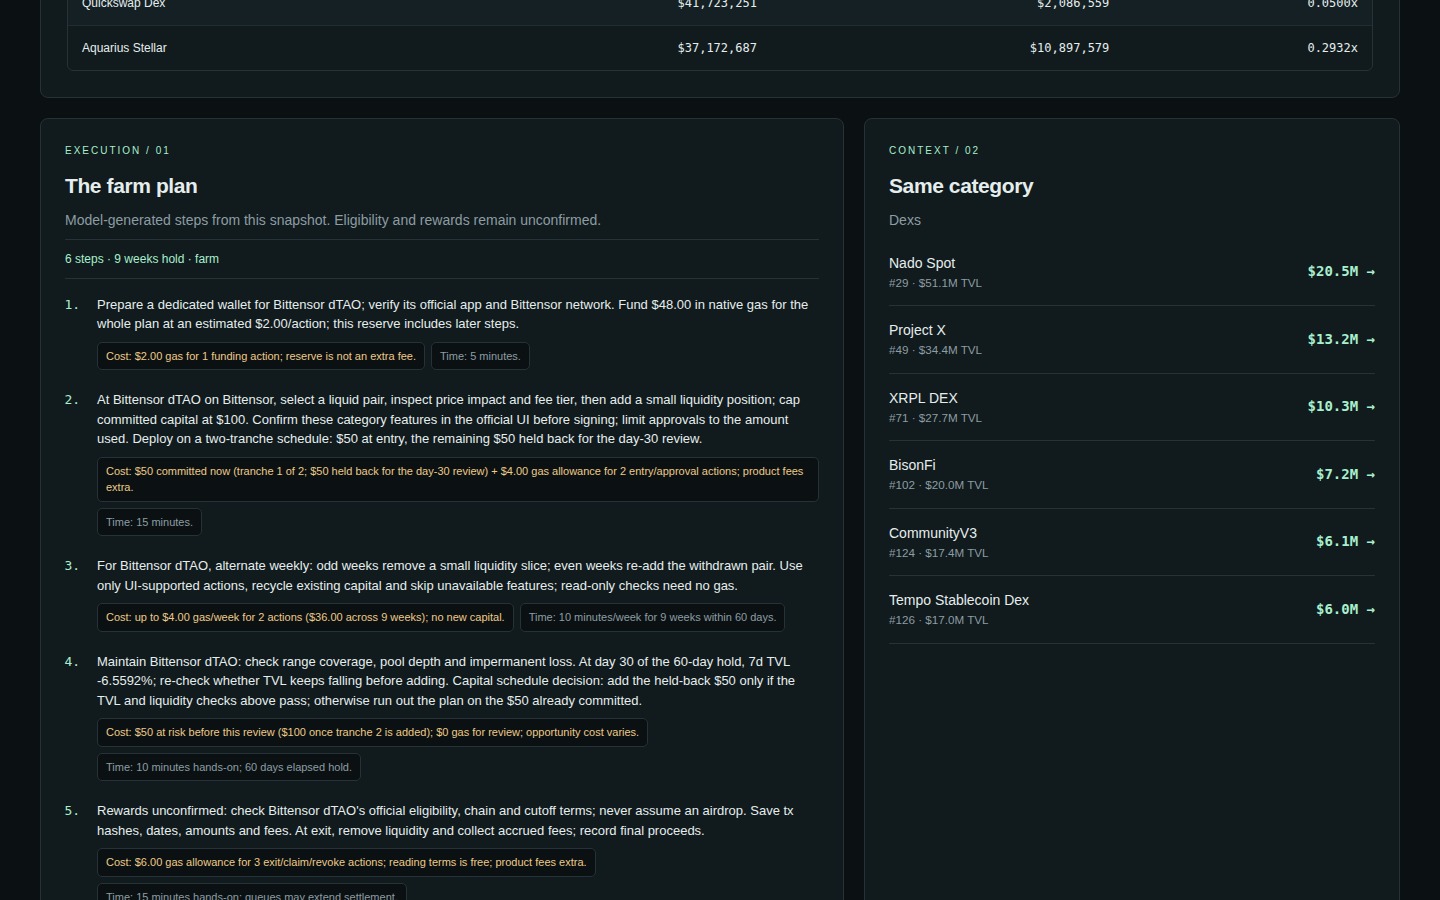 Quickswap Dex $41,723,251 $2,086,559 0.0500x
Aquarius Stellar $37,172,687 $10,897,579 0.2932x
EXECUTION / 01
The farm plan
Model-generated steps from this snapshot. Eligibility and rewards remain unconfirmed.
6 steps · 9 weeks hold · farm
1. Prepare a dedicated wallet for Bittensor dTAO; verify its official app and Bittensor network. Fund $48.00 in native gas for the
whole plan at an estimated $2.00/action; this reserve includes later steps.
Cost: $2.00 gas for 1 funding action; reserve is not an extra fee. Time: 5 minutes.
2. At Bittensor dTAO on Bittensor, select a liquid pair, inspect price impact and fee tier, then add a small liquidity position; cap
committed capital at $100. Confirm these category features in the official UI before signing; limit approvals to the amount
used. Deploy on a two-tranche schedule: $50 at entry, the remaining $50 held back for the day-30 review.
Cost: $50 committed now (tranche 1 of 2; $50 held back for the day-30 review) + $4.00 gas allowance for 2 entry/approval actions; product fees
extra.
Time: 15 minutes.
3. For Bittensor dTAO, alternate weekly: odd weeks remove a small liquidity slice; even weeks re-add the withdrawn pair. Use
only UI-supported actions, recycle existing capital and skip unavailable features; read-only checks need no gas.
Cost: up to $4.00 gas/week for 2 actions ($36.00 across 9 weeks); no new capital. Time: 10 minutes/week for 9 weeks within 60 days.
4. Maintain Bittensor dTAO: check range coverage, pool depth and impermanent loss. At day 30 of the 60-day hold, 7d TVL
-6.5592%; re-check whether TVL keeps falling before adding. Capital schedule decision: add the held-back $50 only if the
TVL and liquidity checks above pass; otherwise run out the plan on the $50 already committed.
Cost: $50 at risk before this review ($100 once tranche 2 is added); $0 gas for review; opportunity cost varies.
Time: 10 minutes hands-on; 60 days elapsed hold.
5. Rewards unconfirmed: check Bittensor dTAO's official eligibility, chain and cutoff terms; never assume an airdrop. Save tx
hashes, dates, amounts and fees. At exit, remove liquidity and collect accrued fees; record final proceeds.
Cost: $6.00 gas allowance for 3 exit/claim/revoke actions; reading terms is free; product fees extra.
Time: 15 minutes hands-on; queues may extend settlement.
CONTEXT / 02
Same category
Dexs
Nado Spot
#29 · $51.1M TVL
$20.5M →
Project X
#49 · $34.4M TVL
$13.2M →
XRPL DEX
#71 · $27.7M TVL
$10.3M →
BisonFi
#102 · $20.0M TVL
$7.2M →
CommunityV3
#124 · $17.4M TVL
$6.1M →
Tempo Stablecoin Dex
#126 · $17.0M TVL
$6.0M →